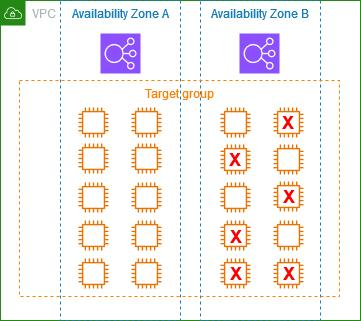 VPC
Availability Zone A
Availability Zone B
Target group
X
X
X
X
X
X